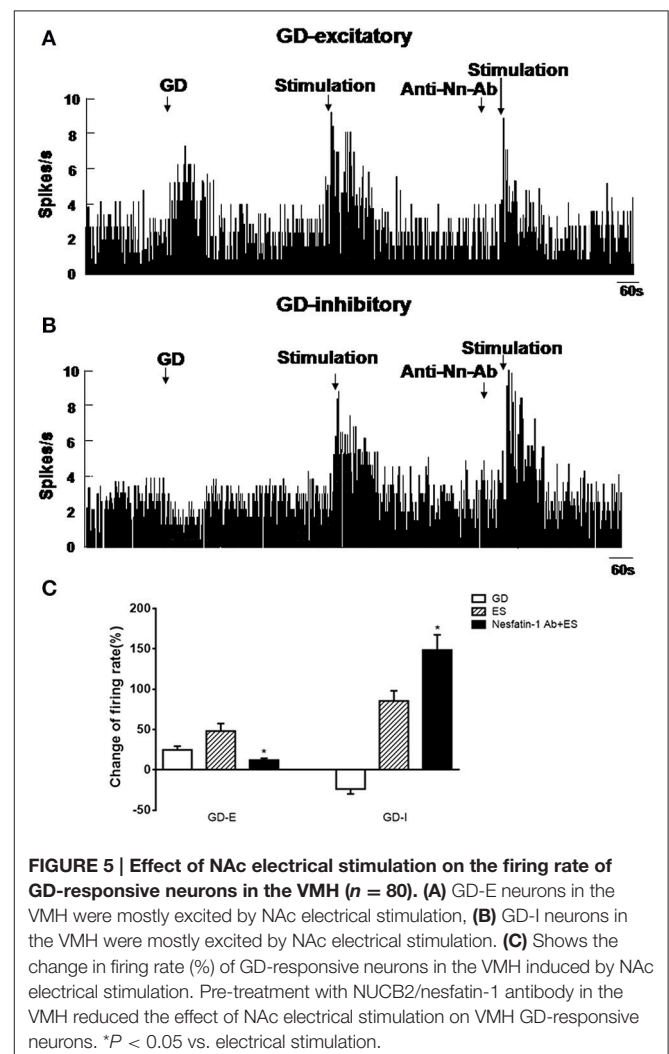 A
GD-excitatory
GD
Stimulation
Anti-Nn-Ab
Stimulation
10
8
6
4
2
0
Spikes/s
60s
GD-inhibitory
B
GD
Stimulation
Anti-Nn-Ab
Stimulation
10
8
6
4
2
0
Spikes/s
60s
C
200
150
100
50
0
-50
Change of firing rate(%)
GD
ES
Nesfatin-1 Ab+ES
*
*
GD-E
GD-I
FIGURE 5 | Effect of NAc electrical stimulation on the firing rate of
GD-responsive neurons in the VMH (n = 80). (A) GD-E neurons in the
VMH were mostly excited by NAc electrical stimulation, (B) GD-I neurons in
the VMH were mostly excited by NAc electrical stimulation. (C) Shows the
change in firing rate (%) of GD-responsive neurons in the VMH induced by NAc
electrical stimulation. Pre-treatment with NUCB2/nesfatin-1 antibody in the
VMH reduced the effect of NAc electrical stimulation on VMH GD-responsive
neurons. *P < 0.05 vs. electrical stimulation.